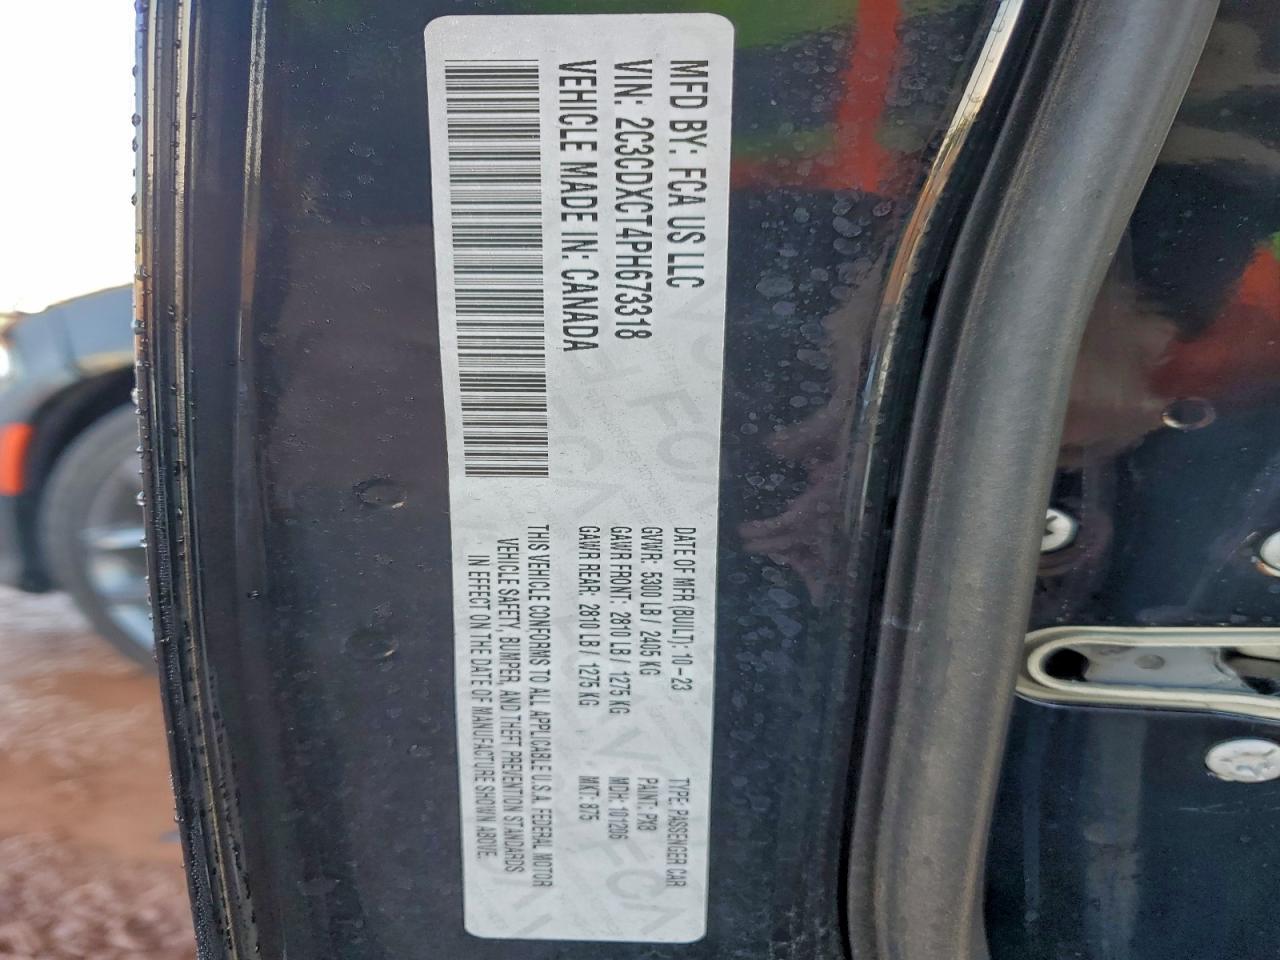 MFD BY: FCA US LLC
VIN: 2C3CDXCT4PH673318
VEHICLE MADE IN: CANADA
DATE OF MFR (BUILT): 10-23
GVWR: 5300 LB / 2405 KG
GAWR FRONT: 2810 LB / 1275 KG
GAWR REAR: 2810 LB / 1275 KG
TYPE: PASSENGER CAR
PAINT: PX8
MDH: 101206
MKT: 875
THIS VEHICLE CONFORMS TO ALL APPLICABLE U.S.A. FEDERAL MOTOR
VEHICLE SAFETY, BUMPER, AND THEFT PREVENTION STANDARDS
IN EFFECT ON THE DATE OF MANUFACTURE SHOWN ABOVE.